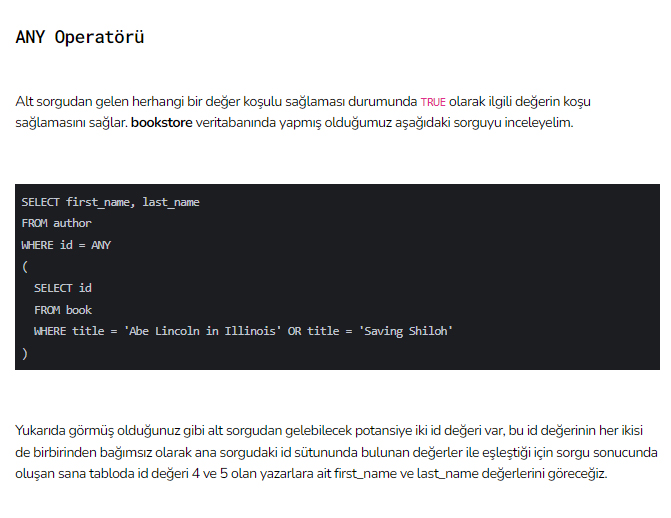 ANY Operatörü
Alt sorgudan gelen herhangi bir değer koşulu sağlaması durumunda TRUE olarak ilgili değerin koşu
sağlamasını sağlar. bookstore veritabanında yapmış olduğumuz aşağıdaki sorguyu inceleyelim.
SELECT first_name, last_name
FROM author
WHERE id = ANY
(
SELECT id
FROM book
WHERE title = 'Abe Lincoln in Illinois' OR title = 'Saving Shiloh'
)
Yukarıda görmüş olduğunuz gibi alt sorgudan gelebilecek potansiye iki id değeri var, bu id değerinin her ikisi
de birbirinden bağımsız olarak ana sorgudaki id sütununda bulunan değerler ile eşleştiği için sorgu sonucunda
oluşan sana tabloda id değeri 4 ve 5 olan yazarlara ait first_name ve last_name değerlerini göreceğiz.